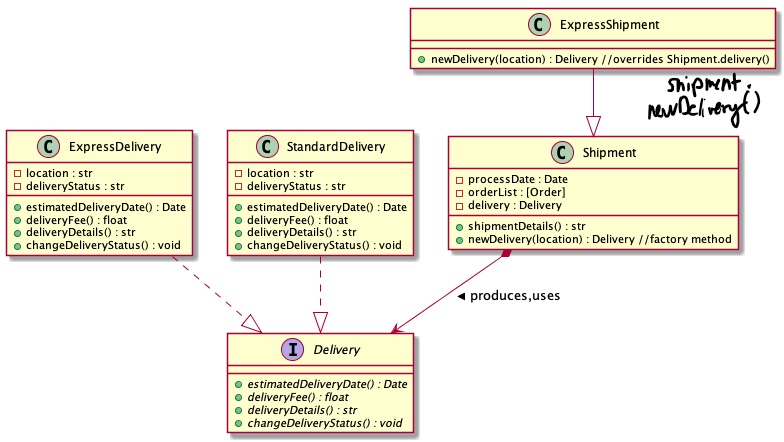 C ExpressShipment
newDelivery(location) : Delivery //overrides Shipment.delivery()
shipment.
newDelivery()
C ExpressDelivery
location : str
deliveryStatus : str
estimatedDeliveryDate() : Date
deliveryFee() : float
deliveryDetails() : str
changeDeliveryStatus() : void
C StandardDelivery
location : str
deliveryStatus : str
estimatedDeliveryDate() : Date
deliveryFee() : float
deliveryDetails() : str
changeDeliveryStatus() : void
C Shipment
processDate : Date
orderList : [Order]
delivery : Delivery
shipmentDetails() : str
newDelivery(location) : Delivery //factory method
produces,uses
I Delivery
estimatedDeliveryDate() : Date
deliveryFee() : float
deliveryDetails() : str
changeDeliveryStatus() : void